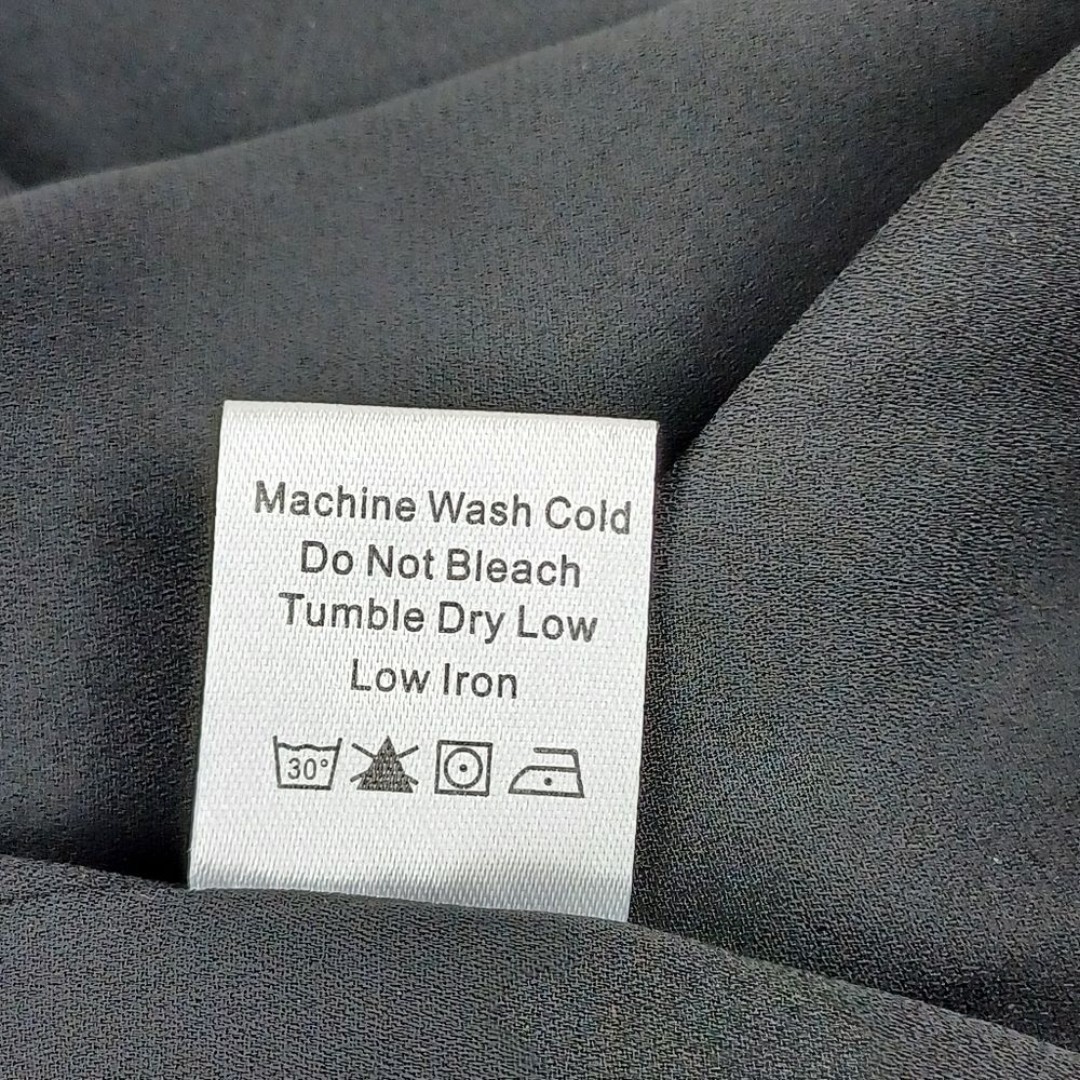 Machine Wash Cold
Do Not Bleach
Tumble Dry Low
Low Iron
30°